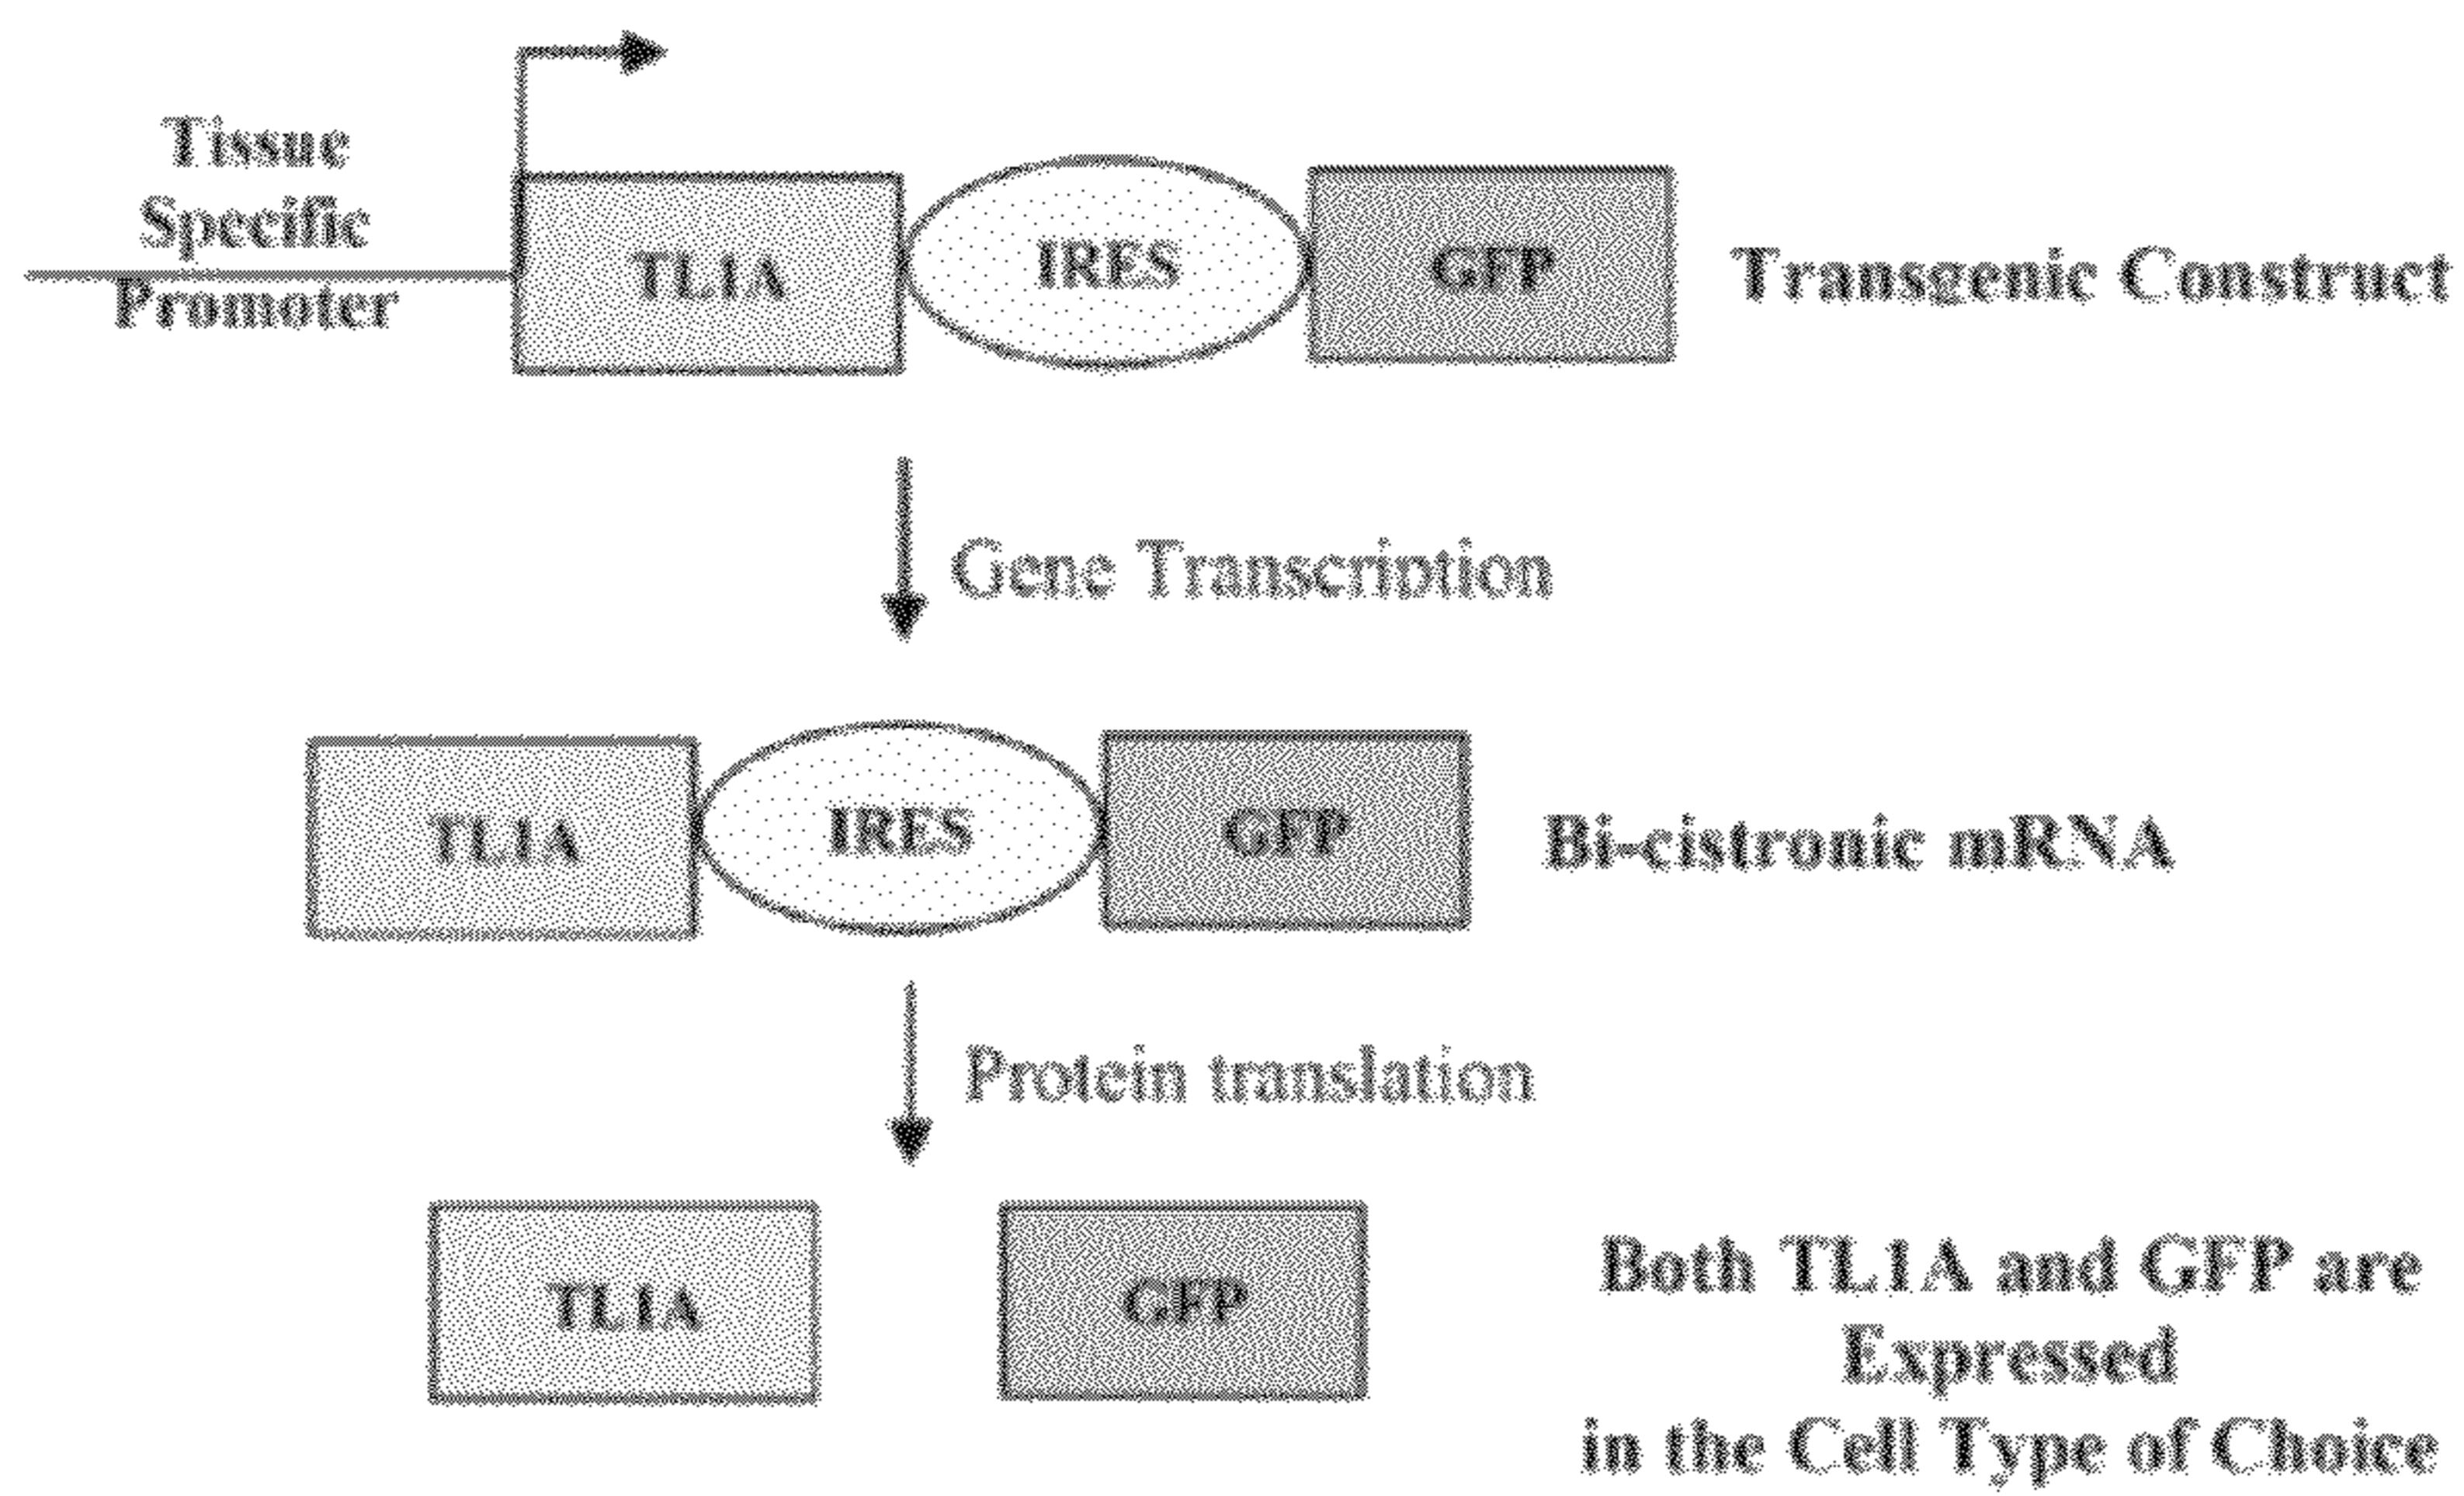 Tissue
Specific
Promoter
TL1A
IRES
GFP
Transgenic Construct
Gene Transcription
TL1A
IRES
GFP
Bi-cistronic mRNA
Protein translation
TL1A
GFP
Both TL1A and GFP are
Expressed
in the Cell Type of Choice